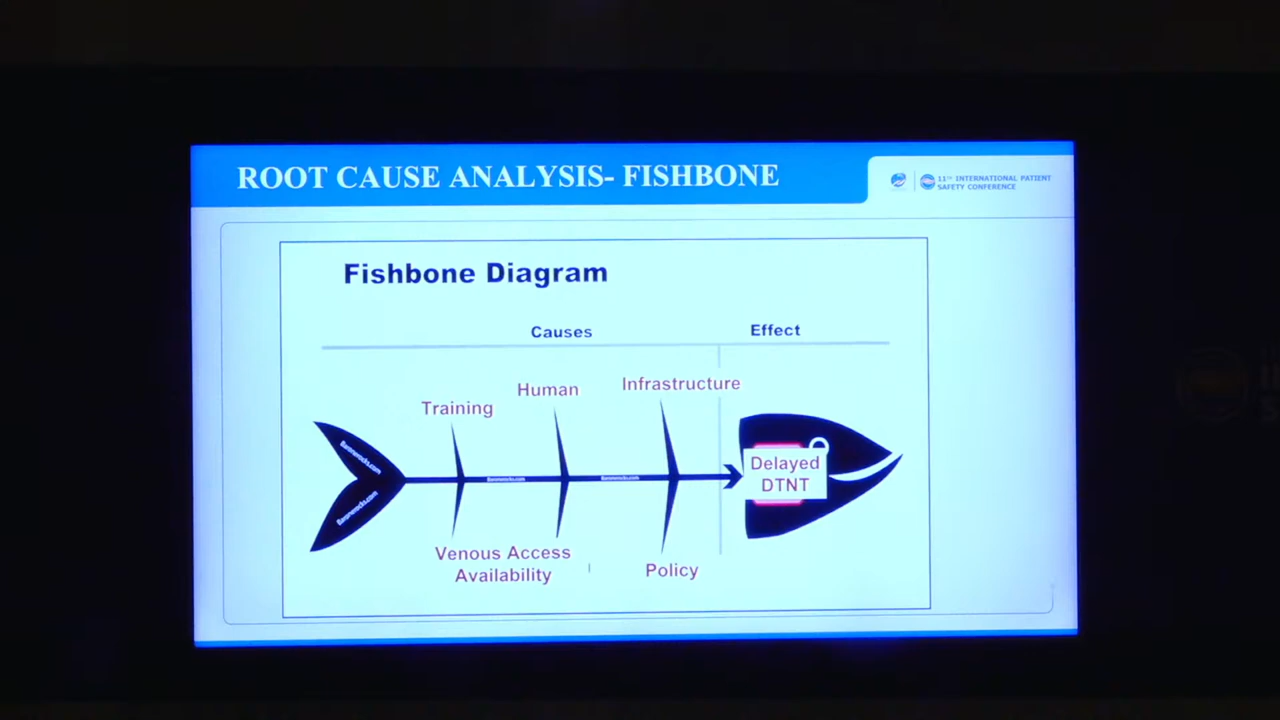 ROOT CAUSE ANALYSIS- FISHBONE
11TH INTERNATIONAL PATIENT
SAFETY CONFERENCE
Fishbone Diagram
Causes
Effect
Training
Human
Infrastructure
Delayed
DTNT
Venous Access
Availability
Policy